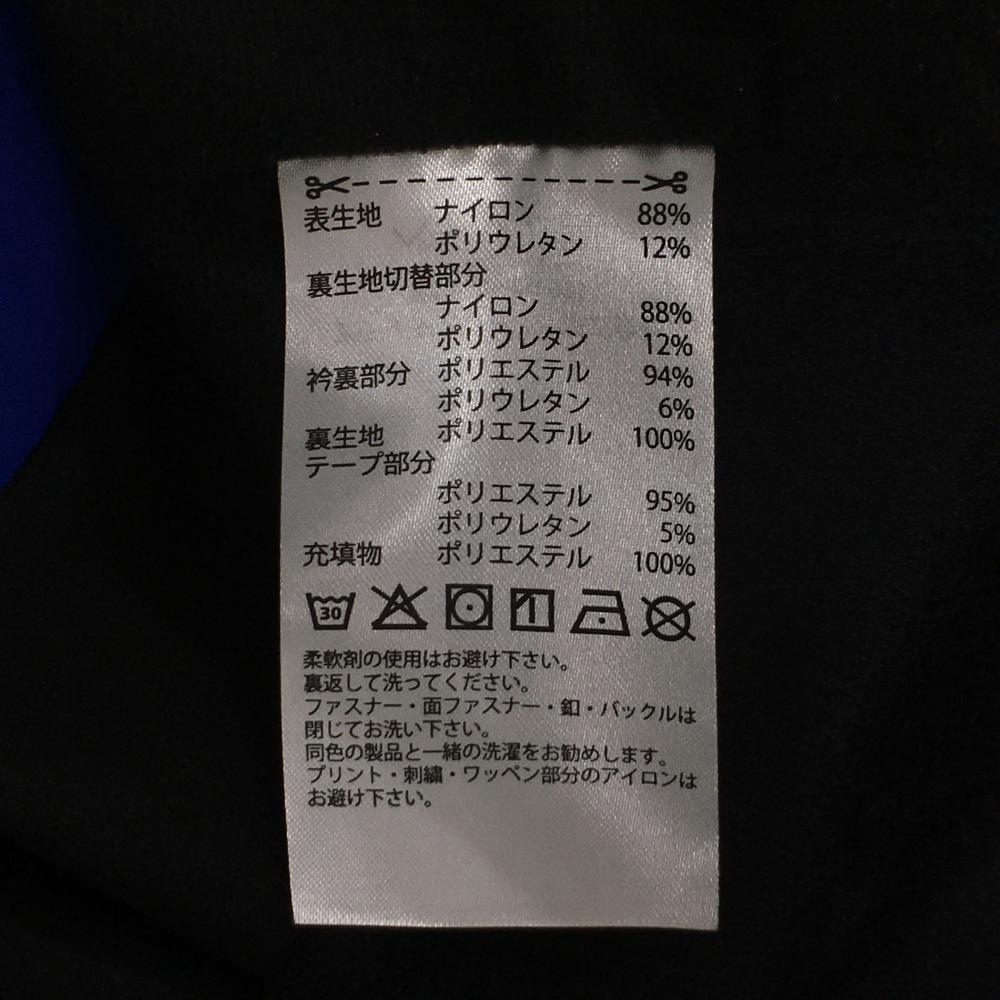 表生地 ナイロン 88%
ポリウレタン 12%
裏生地切替部分
ナイロン 88%
ポリウレタン 12%
衿裏部分 ポリエステル 94%
ポリウレタン 6%
裏生地 ポリエステル 100%
テープ部分
ポリエステル 95%
ポリウレタン 5%
充填物 ポリエステル 100%
30 1
柔軟剤の使用はお避け下さい。
裏返して洗ってください。
ファスナー・面ファスナー・釦・バックルは
閉じてお洗い下さい。
同色の製品と一緒の洗濯をお勧めします。
プリント・刺繍・ワッペン部分のアイロンは
お避け下さい。